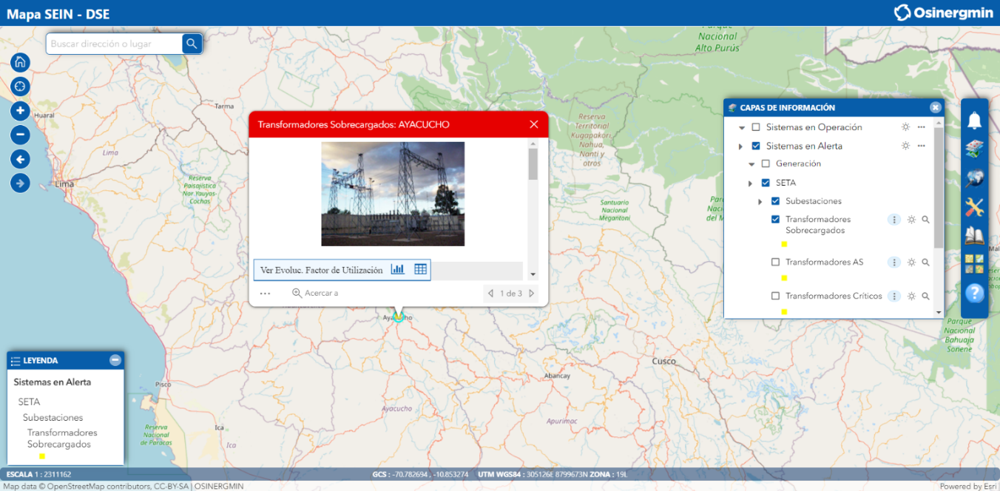 Mapa SEIN - DSE
Osinergmin
Buscar dirección o lugar
Parque
Nacional
Alto Purús
Tarma
Huaral
Lima
Lima
Reserva
Paisajística
Nor Yauyos-
Cochas
Reserva
Territorial
Kugapakori,
Nahua,
Nanti y
otros
Santuario
Nacional
Megantoni
Transformadores Sobrecargados: AYACUCHO
Ver Evoluc. Factor de Utilización
Acercar a
1 de 3
CAPAS DE INFORMACIÓN
Sistemas en Operación
Sistemas en Alerta
Generación
SETA
Subestaciones
Transformadores
Sobrecargados
Transformadores AS
Transformadores Críticos
Ayacucho
Cusco
Abancay
Parque
Nacional
Bahuaja
Sonene
Pisco
Ayacucho
Apurímac
Ica
Ica
Reserva
Nacional
de Paracas
LEYENDA
Sistemas en Alerta
SETA
Subestaciones
Transformadores
Sobrecargados
ESCALA 1 : 2311162
GCS : -70.782694 , -10.853274 UTM WGS84 : 305126E 8799673N ZONA : 19L
Map data © OpenStreetMap contributors, CC-BY-SA | OSINERGMIN
Powered by Esri